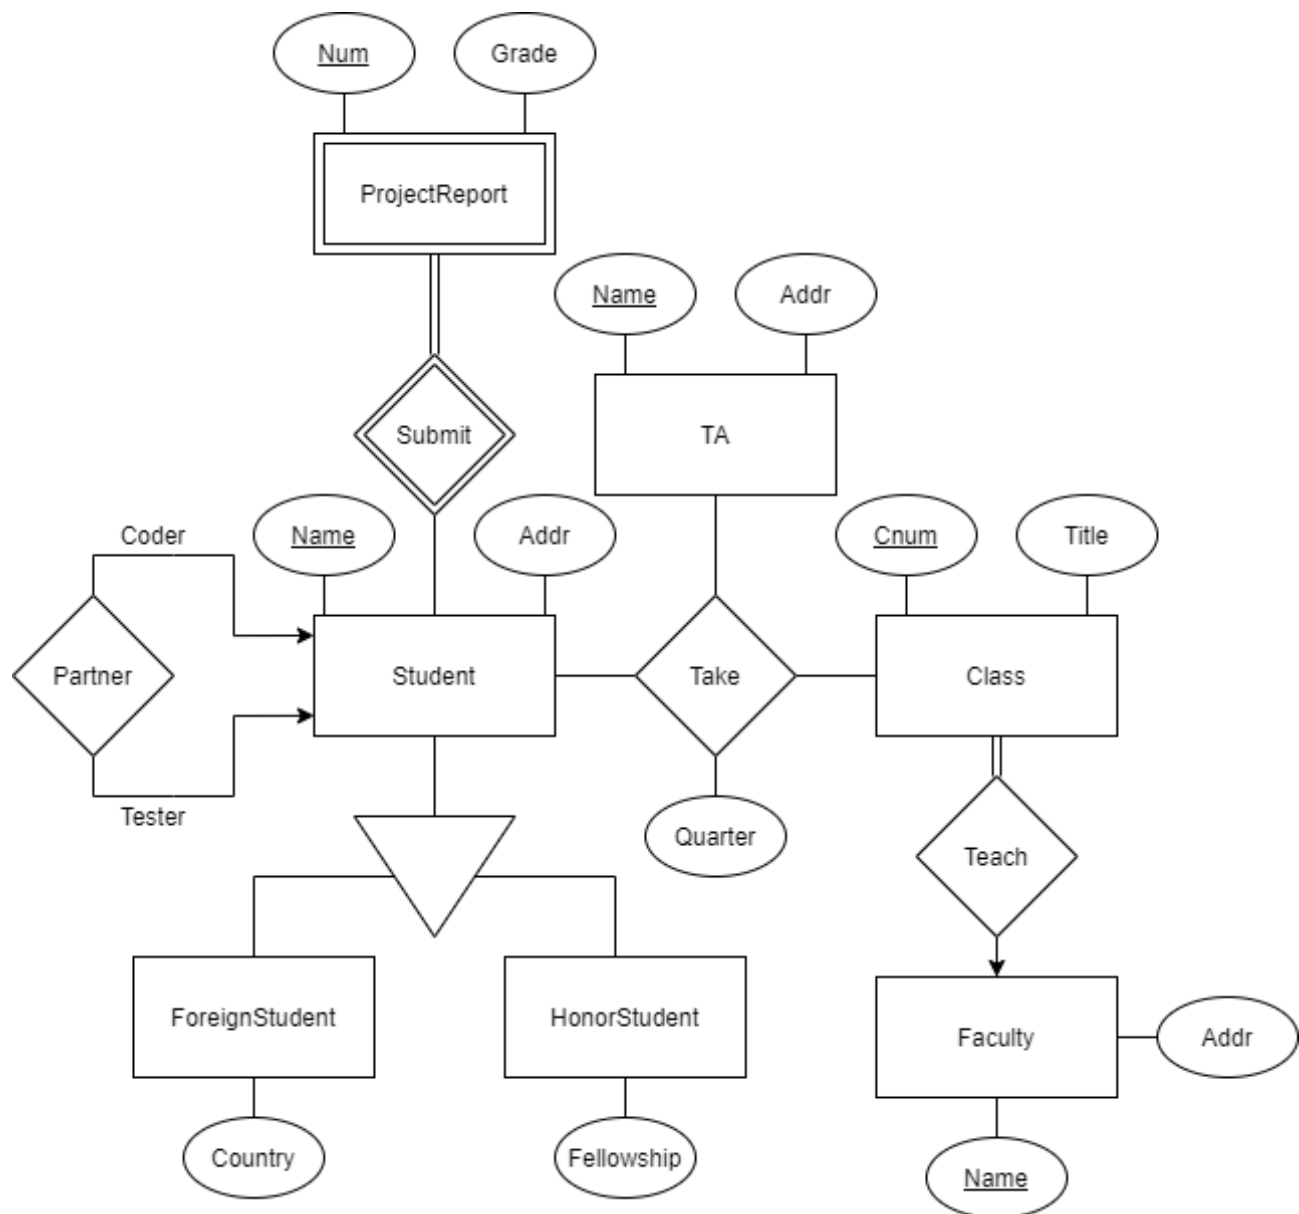 Num
Grade
ProjectReport
Name
Addr
Submit
TA
Coder
Name
Addr
Cnum
Title
Partner
Student
Take
Class
Tester
Quarter
Teach
ForeignStudent
HonorStudent
Faculty
Addr
Country
Fellowship
Name